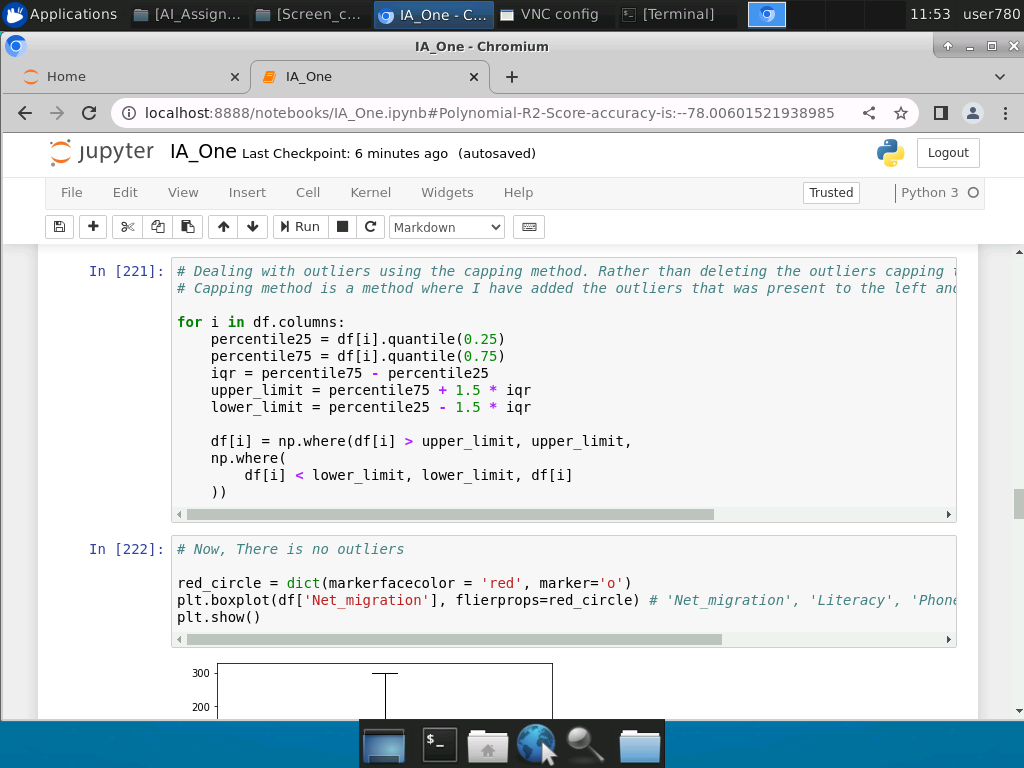 Applications
[AI_Assign...
[Screen_c...
IA_One - C...
VNC config
[Terminal]
11:53
user780
IA_One - Chromium
Home
IA_One
localhost:8888/notebooks/IA_One.ipynb#Polynomial-R2-Score-accuracy-is:--78.00601521938985
jupyter IA_One Last Checkpoint: 6 minutes ago (autosaved)
Logout
File Edit View Insert Cell Kernel Widgets Help
Trusted
Python 3
Run
Markdown
In [221]:
# Dealing with outliers using the capping method. Rather than deleting the outliers capping
# Capping method is a method where I have added the outliers that was present to the left and
for i in df.columns:
percentile25 = df[i].quantile(0.25)
percentile75 = df[i].quantile(0.75)
iqr = percentile75 - percentile25
upper_limit = percentile75 + 1.5 * iqr
lower_limit = percentile25 - 1.5 * iqr
df[i] = np.where(df[i] > upper_limit, upper_limit,
np.where(
df[i] < lower_limit, lower_limit, df[i]
))
In [222]:
# Now, There is no outliers
red_circle = dict(markerfacecolor = 'red', marker='o')
plt.boxplot(df['Net_migration'], flierprops=red_circle) # 'Net_migration', 'Literacy', 'Phone
plt.show()
300
200
$_